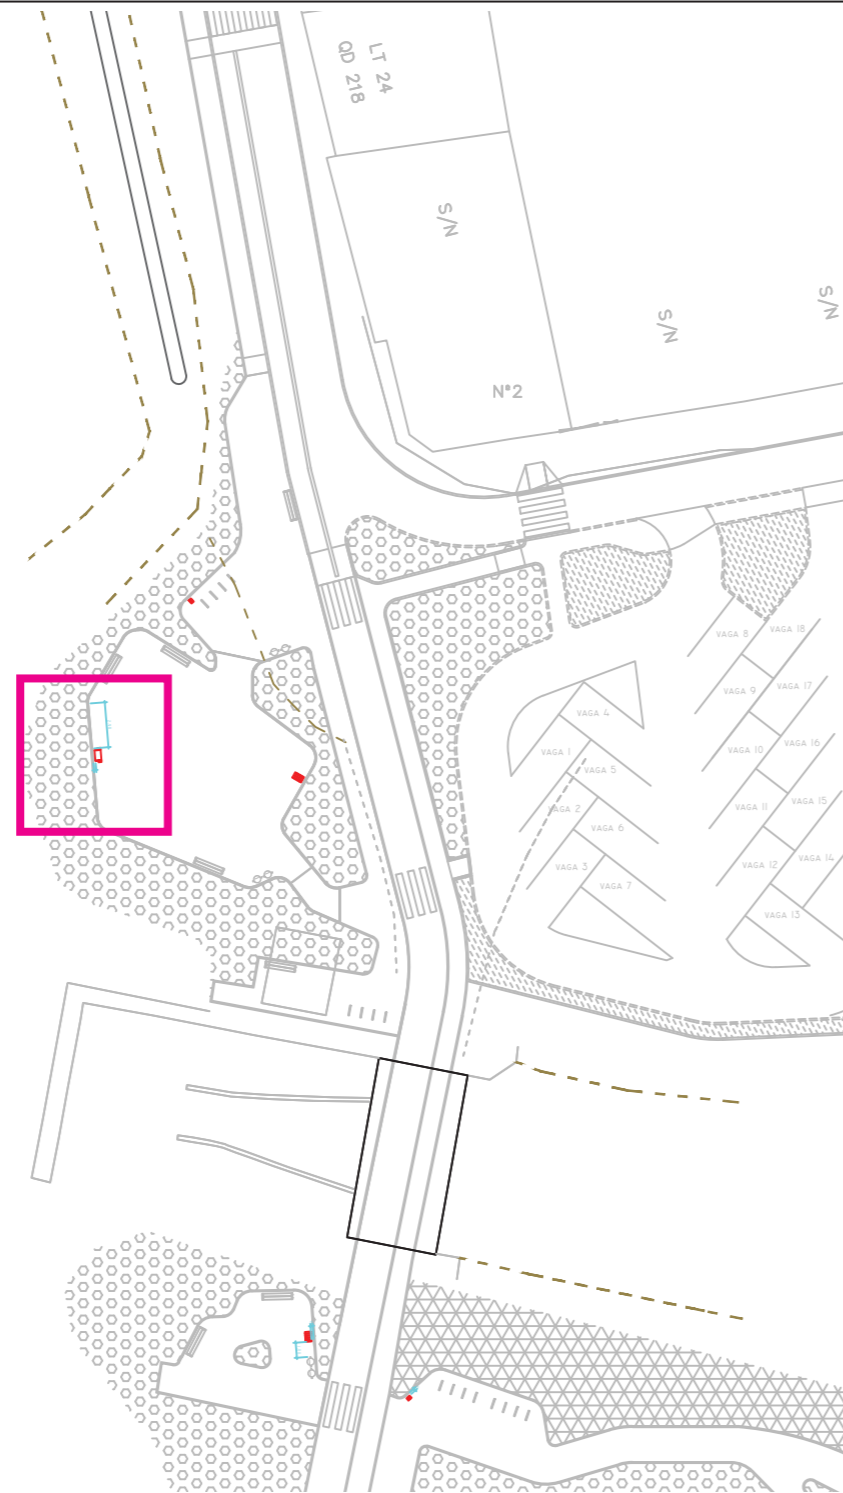 LT 24
QD 218
S/N
S/N
S/N
Nº2
VAGA 8
VAGA 18
VAGA 9
VAGA 17
VAGA 4
VAGA 1
VAGA 10
VAGA 16
VAGA 5
VAGA 2
VAGA 11
VAGA 15
VAGA 6
VAGA 3
VAGA 12
VAGA 14
VAGA 7
VAGA 13